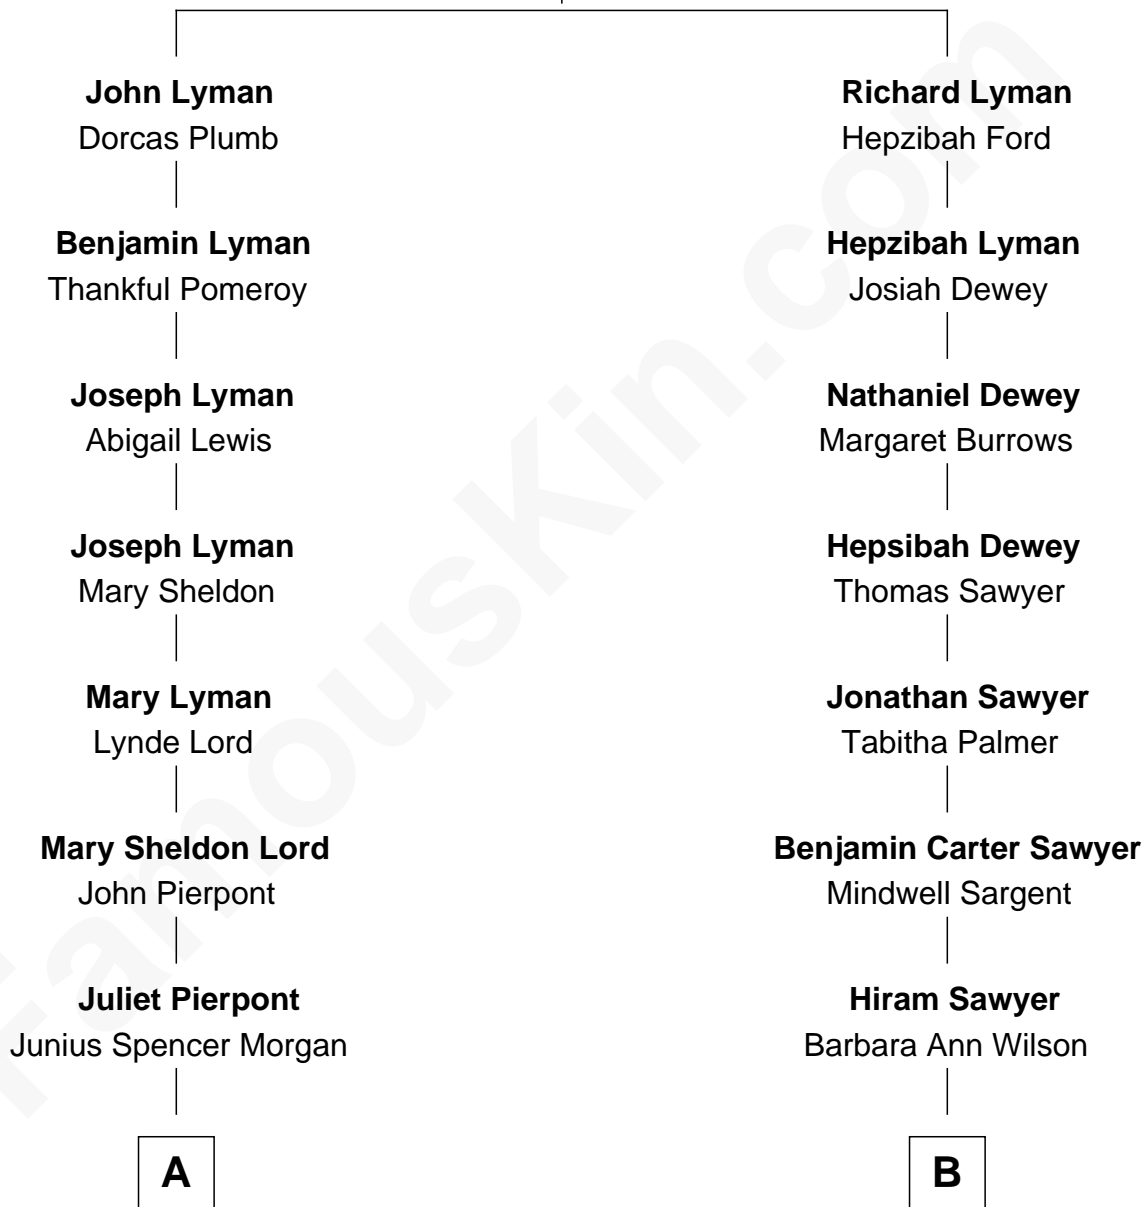 John Lyman
Dorcas Plumb
Benjamin Lyman
Thankful Pomeroy
Joseph Lyman
Abigail Lewis
Joseph Lyman
Mary Sheldon
Mary Lyman
Lynde Lord
Mary Sheldon Lord
John Pierpont
Juliet Pierpont
Junius Spencer Morgan
A
Richard Lyman
Hepzibah Ford
Hepzibah Lyman
Josiah Dewey
Nathaniel Dewey
Margaret Burrows
Hepsibah Dewey
Thomas Sawyer
Jonathan Sawyer
Tabitha Palmer
Benjamin Carter Sawyer
Mindwell Sargent
Hiram Sawyer
Barbara Ann Wilson
B
FamousKin.com